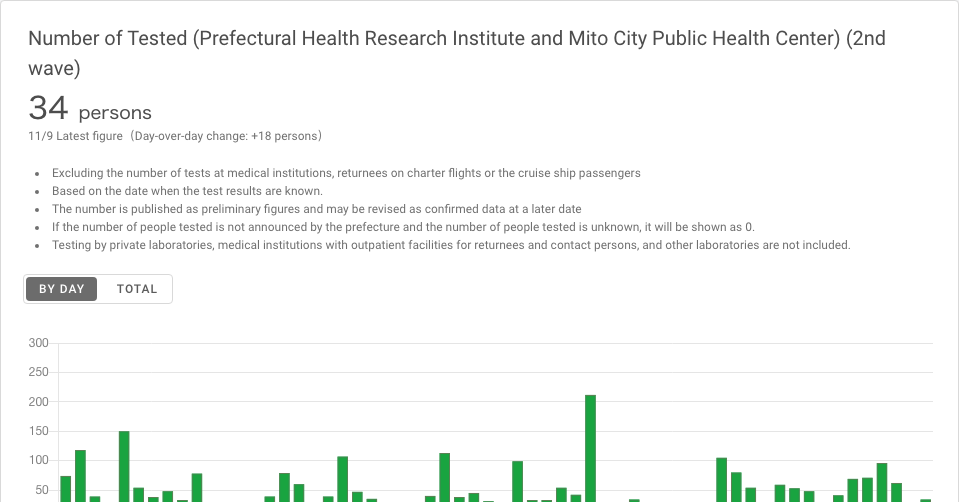 Number of Tested (Prefectural Health Research Institute and Mito City Public Health Center) (2nd
wave)
34 persons
11/9 Latest figure（Day-over-day change: +18 persons）
• Excluding the number of tests at medical institutions, returnees on charter flights or the cruise ship passengers
• Based on the date when the test results are known.
• The number is published as preliminary figures and may be revised as confirmed data at a later date
• If the number of people tested is not announced by the prefecture and the number of people tested is unknown, it will be shown as 0.
• Testing by private laboratories, medical institutions with outpatient facilities for returnees and contact persons, and other laboratories are not included.
BY DAY TOTAL
300
250
200
150
100
50